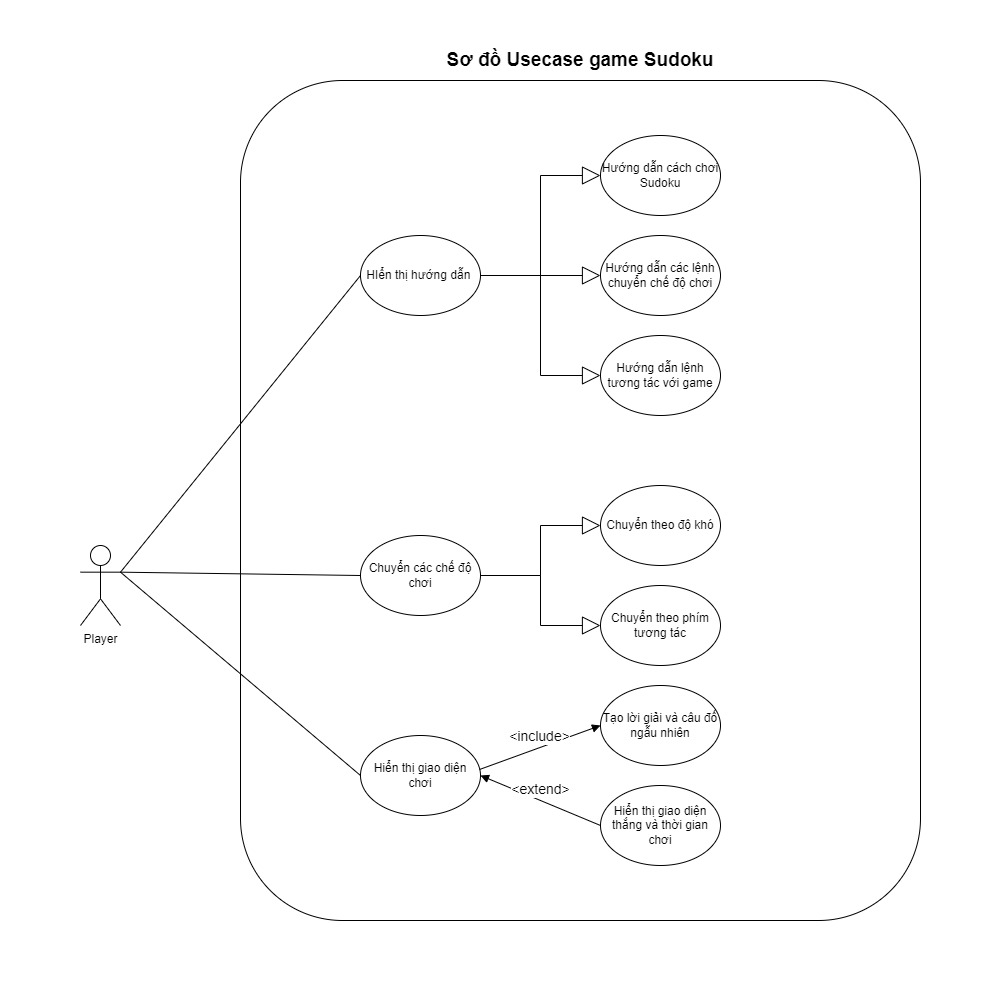 Sơ đồ Usecase game Sudoku
Hướng dẫn cách chơi
Sudoku
HIển thị hướng dẫn
Hướng dẫn các lệnh
chuyển chế độ chơi
Hướng dẫn lệnh
tương tác với game
Chuyển theo độ khó
Chuyển các chế độ
chơi
Chuyển theo phím
tương tác
Player
Tạo lời giải và câu đố
ngẫu nhiên
<include>
Hiển thị giao diện
chơi
<extend>
Hiển thị giao diện
thắng và thời gian
chơi